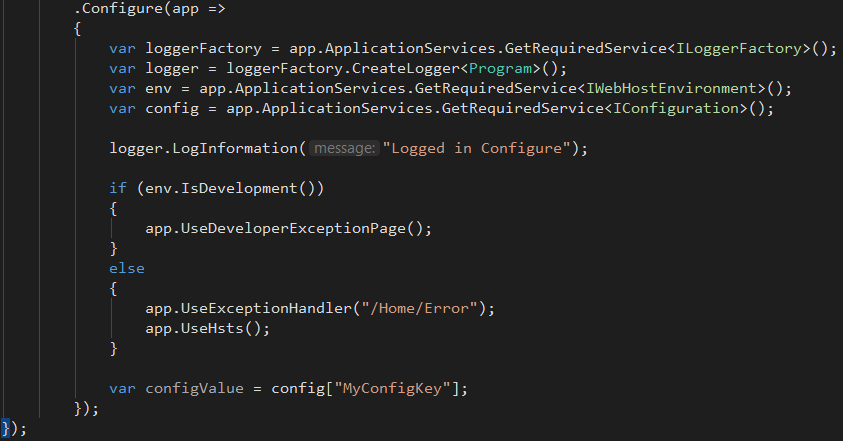 .Configure(app =>
{
var loggerFactory = app.ApplicationServices.GetRequiredService<ILoggerFactory>();
var logger = loggerFactory.CreateLogger<Program>();
var env = app.ApplicationServices.GetRequiredService<IWebHostEnvironment>();
var config = app.ApplicationServices.GetRequiredService<IConfiguration>();
logger.LogInformation( message: "Logged in Configure");
if (env.IsDevelopment())
{
app.UseDeveloperExceptionPage();
}
else
{
app.UseExceptionHandler("/Home/Error");
app.UseHsts();
}
var configValue = config["MyConfigKey"];
});
});